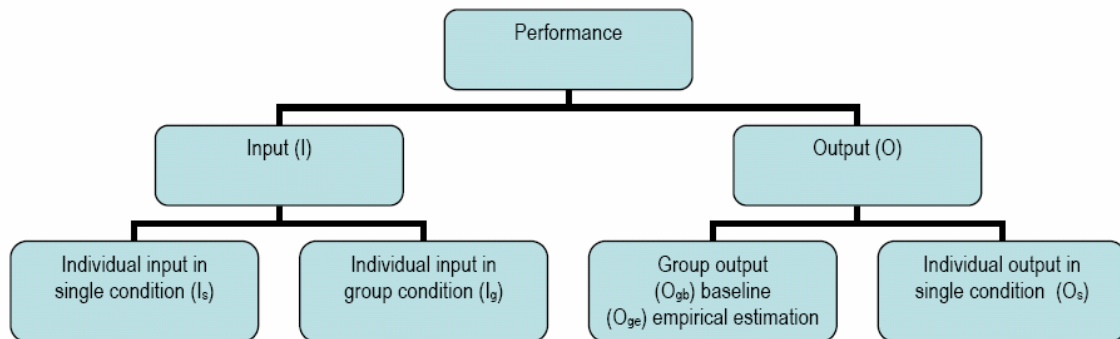 Performance
Input (I)
Output (O)
Individual input in
single condition (Is)
Individual input in
group condition (Ig)
Group output
(Ogb) baseline
(Oge) empirical estimation
Individual output in
single condition (Os)